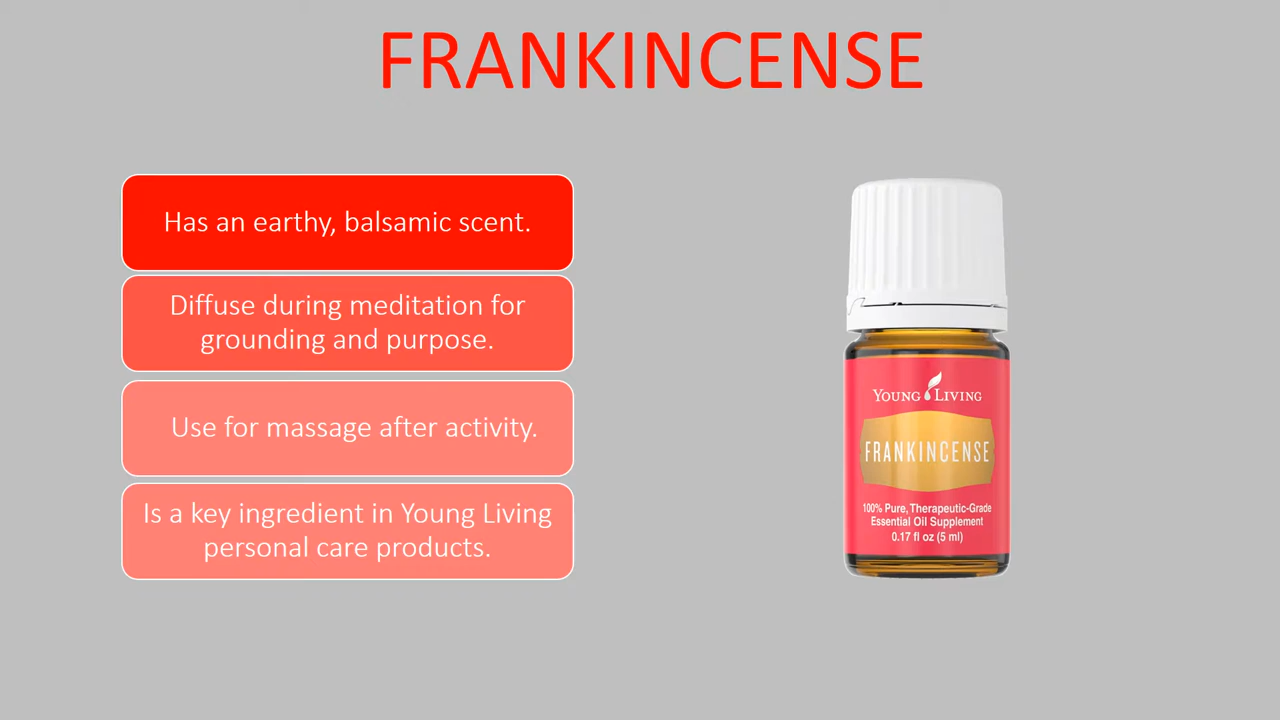 FRANKINCENSE
Has an earthy, balsamic scent.
Diffuse during meditation for
grounding and purpose.
Use for massage after activity.
Is a key ingredient in Young Living
personal care products.
YOUNG LIVING
FRANKINCENSE
100% Pure, Therapeutic-Grade
Essential Oil Supplement
0.17 fl oz (5 ml)